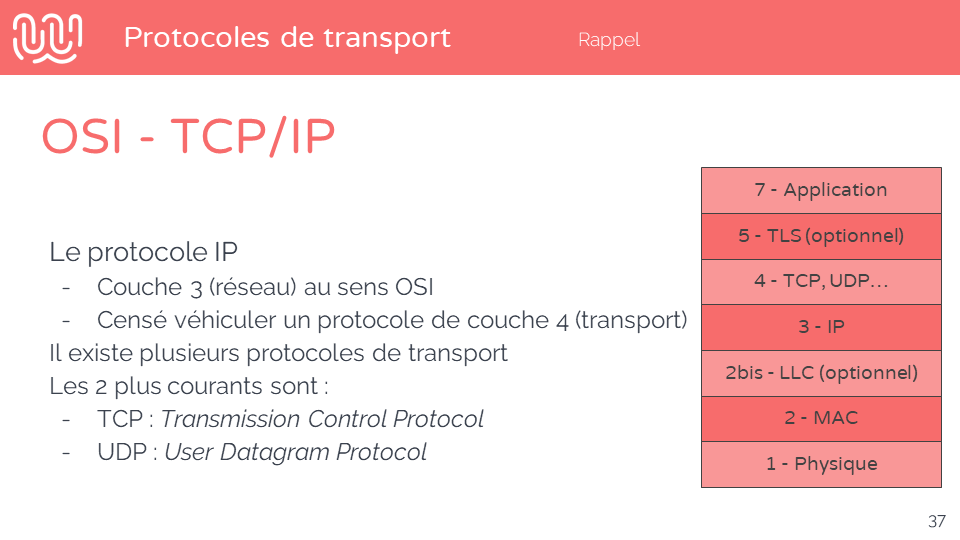 Protocoles de transport
Rappel
OSI - TCP/IP
Le protocole IP
- Couche 3 (réseau) au sens OSI
- Censé véhiculer un protocole de couche 4 (transport)
Il existe plusieurs protocoles de transport
Les 2 plus courants sont :
- TCP : Transmission Control Protocol
- UDP : User Datagram Protocol
7 - Application
5 - TLS (optionnel)
4 - TCP, UDP...
3 - IP
2bis - LLC (optionnel)
2 - MAC
1 - Physique
37